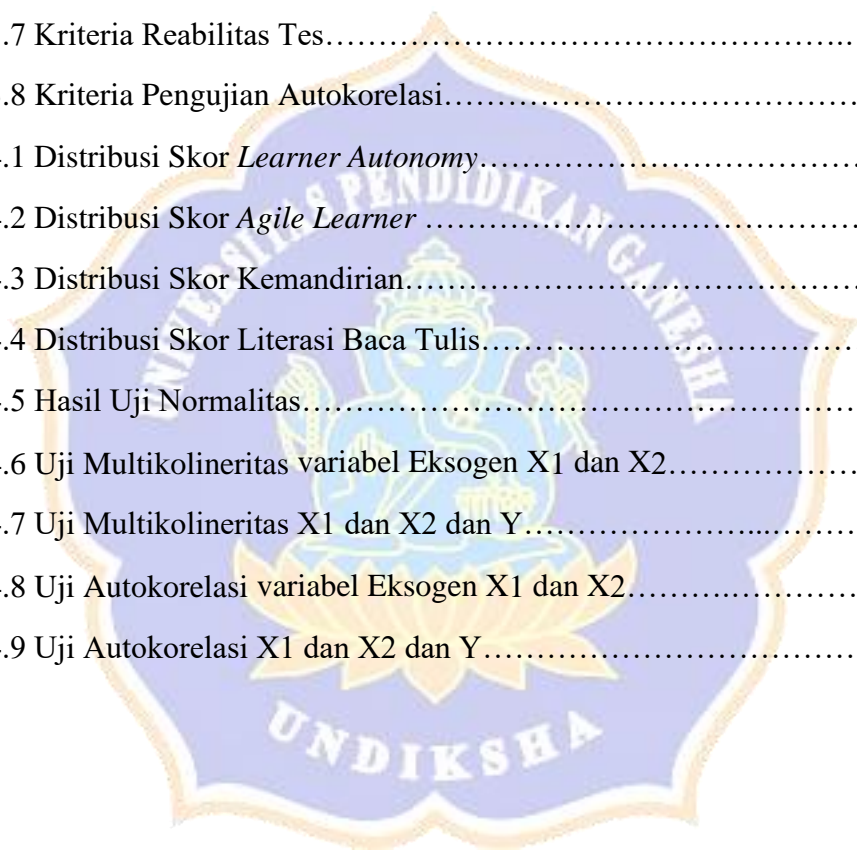 .7 Kriteria Reabilitas Tes…………………………………………..
.8 Kriteria Pengujian Autokorelasi……………………………………
.1 Distribusi Skor Learner Autonomy…………………………………
.2 Distribusi Skor Agile Learner ……………………………………
.3 Distribusi Skor Kemandirian………………………………………
.4 Distribusi Skor Literasi Baca Tulis………………………………
.5 Hasil Uji Normalitas…………………………………………………
.6 Uji Multikolineritas variabel Eksogen X1 dan X2………………
.7 Uji Multikolineritas X1 dan X2 dan Y…………………...………
.8 Uji Autokorelasi variabel Eksogen X1 dan X2……….…………
.9 Uji Autokorelasi X1 dan X2 dan Y…………………………………
UNIVERSITAS PENDIDIKAN GANESHA
UNDIKSHA